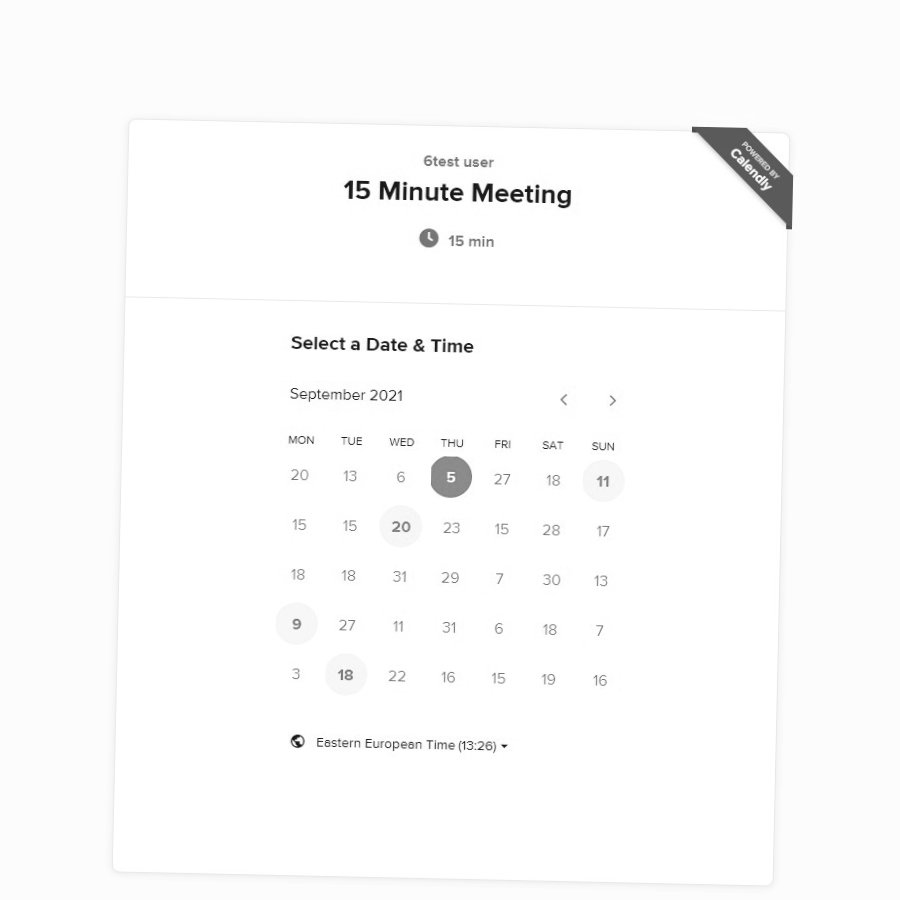 POWERED BY
Calendly
6test user
15 Minute Meeting
15 min
Select a Date & Time
September 2021
MON TUE WED THU FRI SAT SUN
20 13 6 5 27 18 11
15 15 20 23 15 28 17
18 18 31 29 7 30 13
9 27 11 31 6 18 7
3 18 22 16 15 19 16
Eastern European Time (13:26)